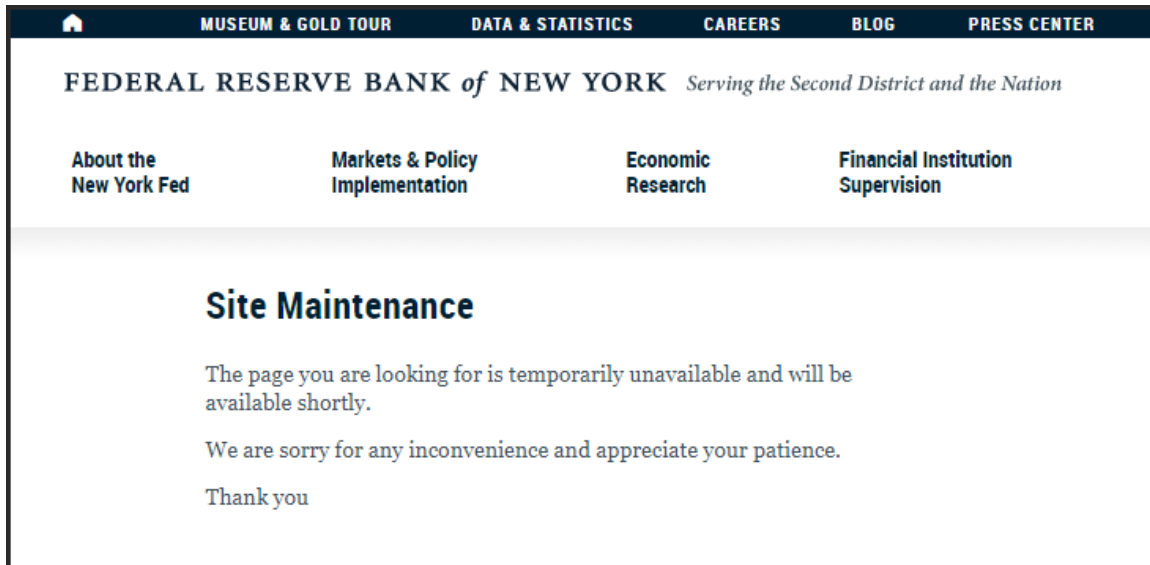 MUSEUM & GOLD TOUR DATA & STATISTICS CAREERS BLOG PRESS CENTER
FEDERAL RESERVE BANK of NEW YORK Serving the Second District and the Nation
About the New York Fed
Markets & Policy Implementation
Economic Research
Financial Institution Supervision
Site Maintenance
The page you are looking for is temporarily unavailable and will be
available shortly.
We are sorry for any inconvenience and appreciate your patience.
Thank you